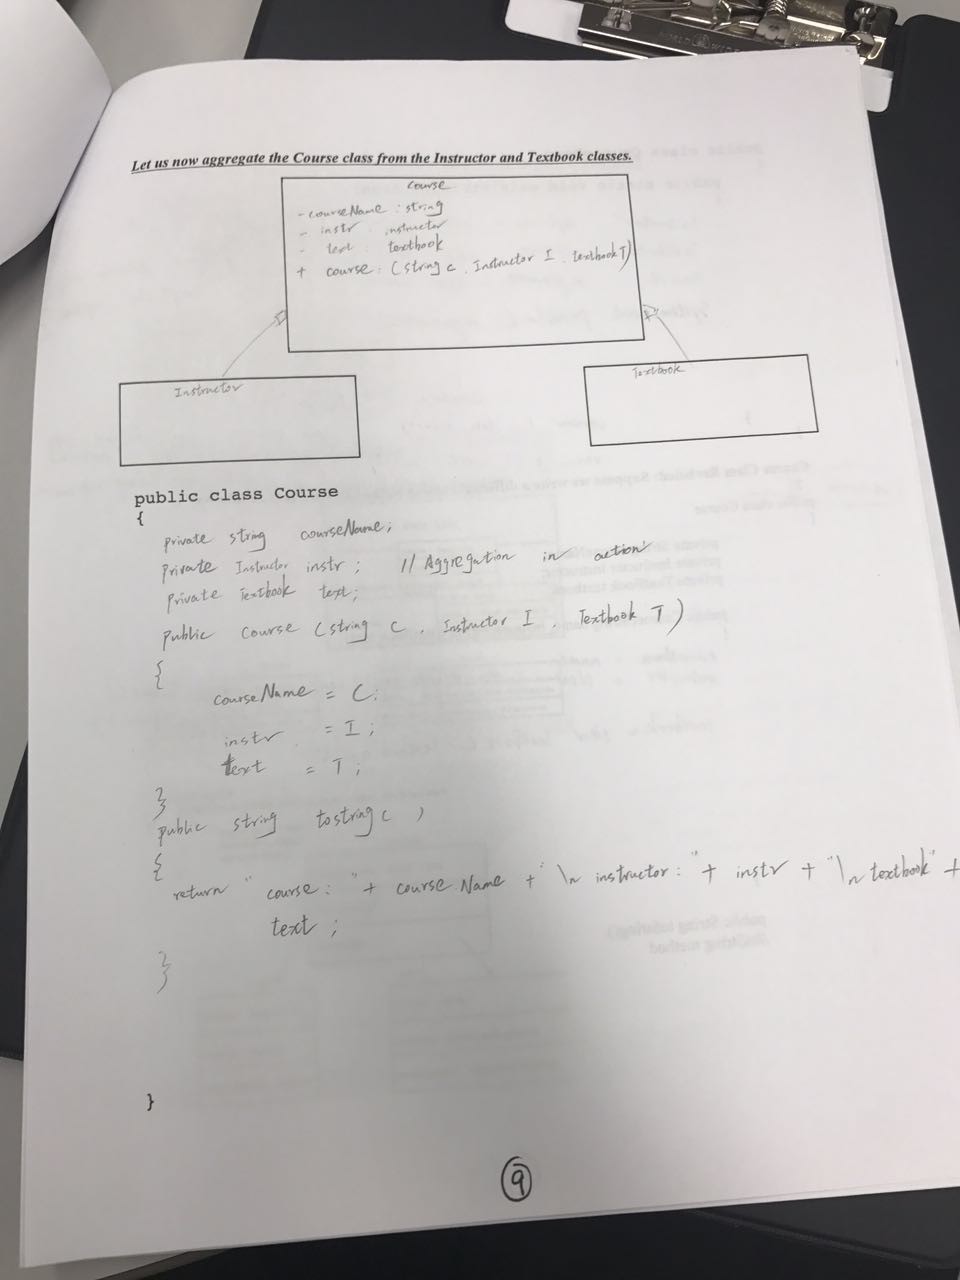 Let us now aggregate the Course class from the Instructor and Textbook classes.
Course
- courseName : string
- instr : instructor
- text : textbook
+ course : (string c, Instructor I, textbook T)
Instructor
Textbook
public class Course
{
private string courseName;
Private Instructor instr ; // Aggregation in action
Private Textbook text;
Public Course (string c , Instructor I , Textbook T )
{
courseName = C;
instr = I ;
text = T ;
}
public string tostring ( )
{
return " course : " + course Name + " \n instructor : " + instr + " \n textbook " +
text ;
}
}
9